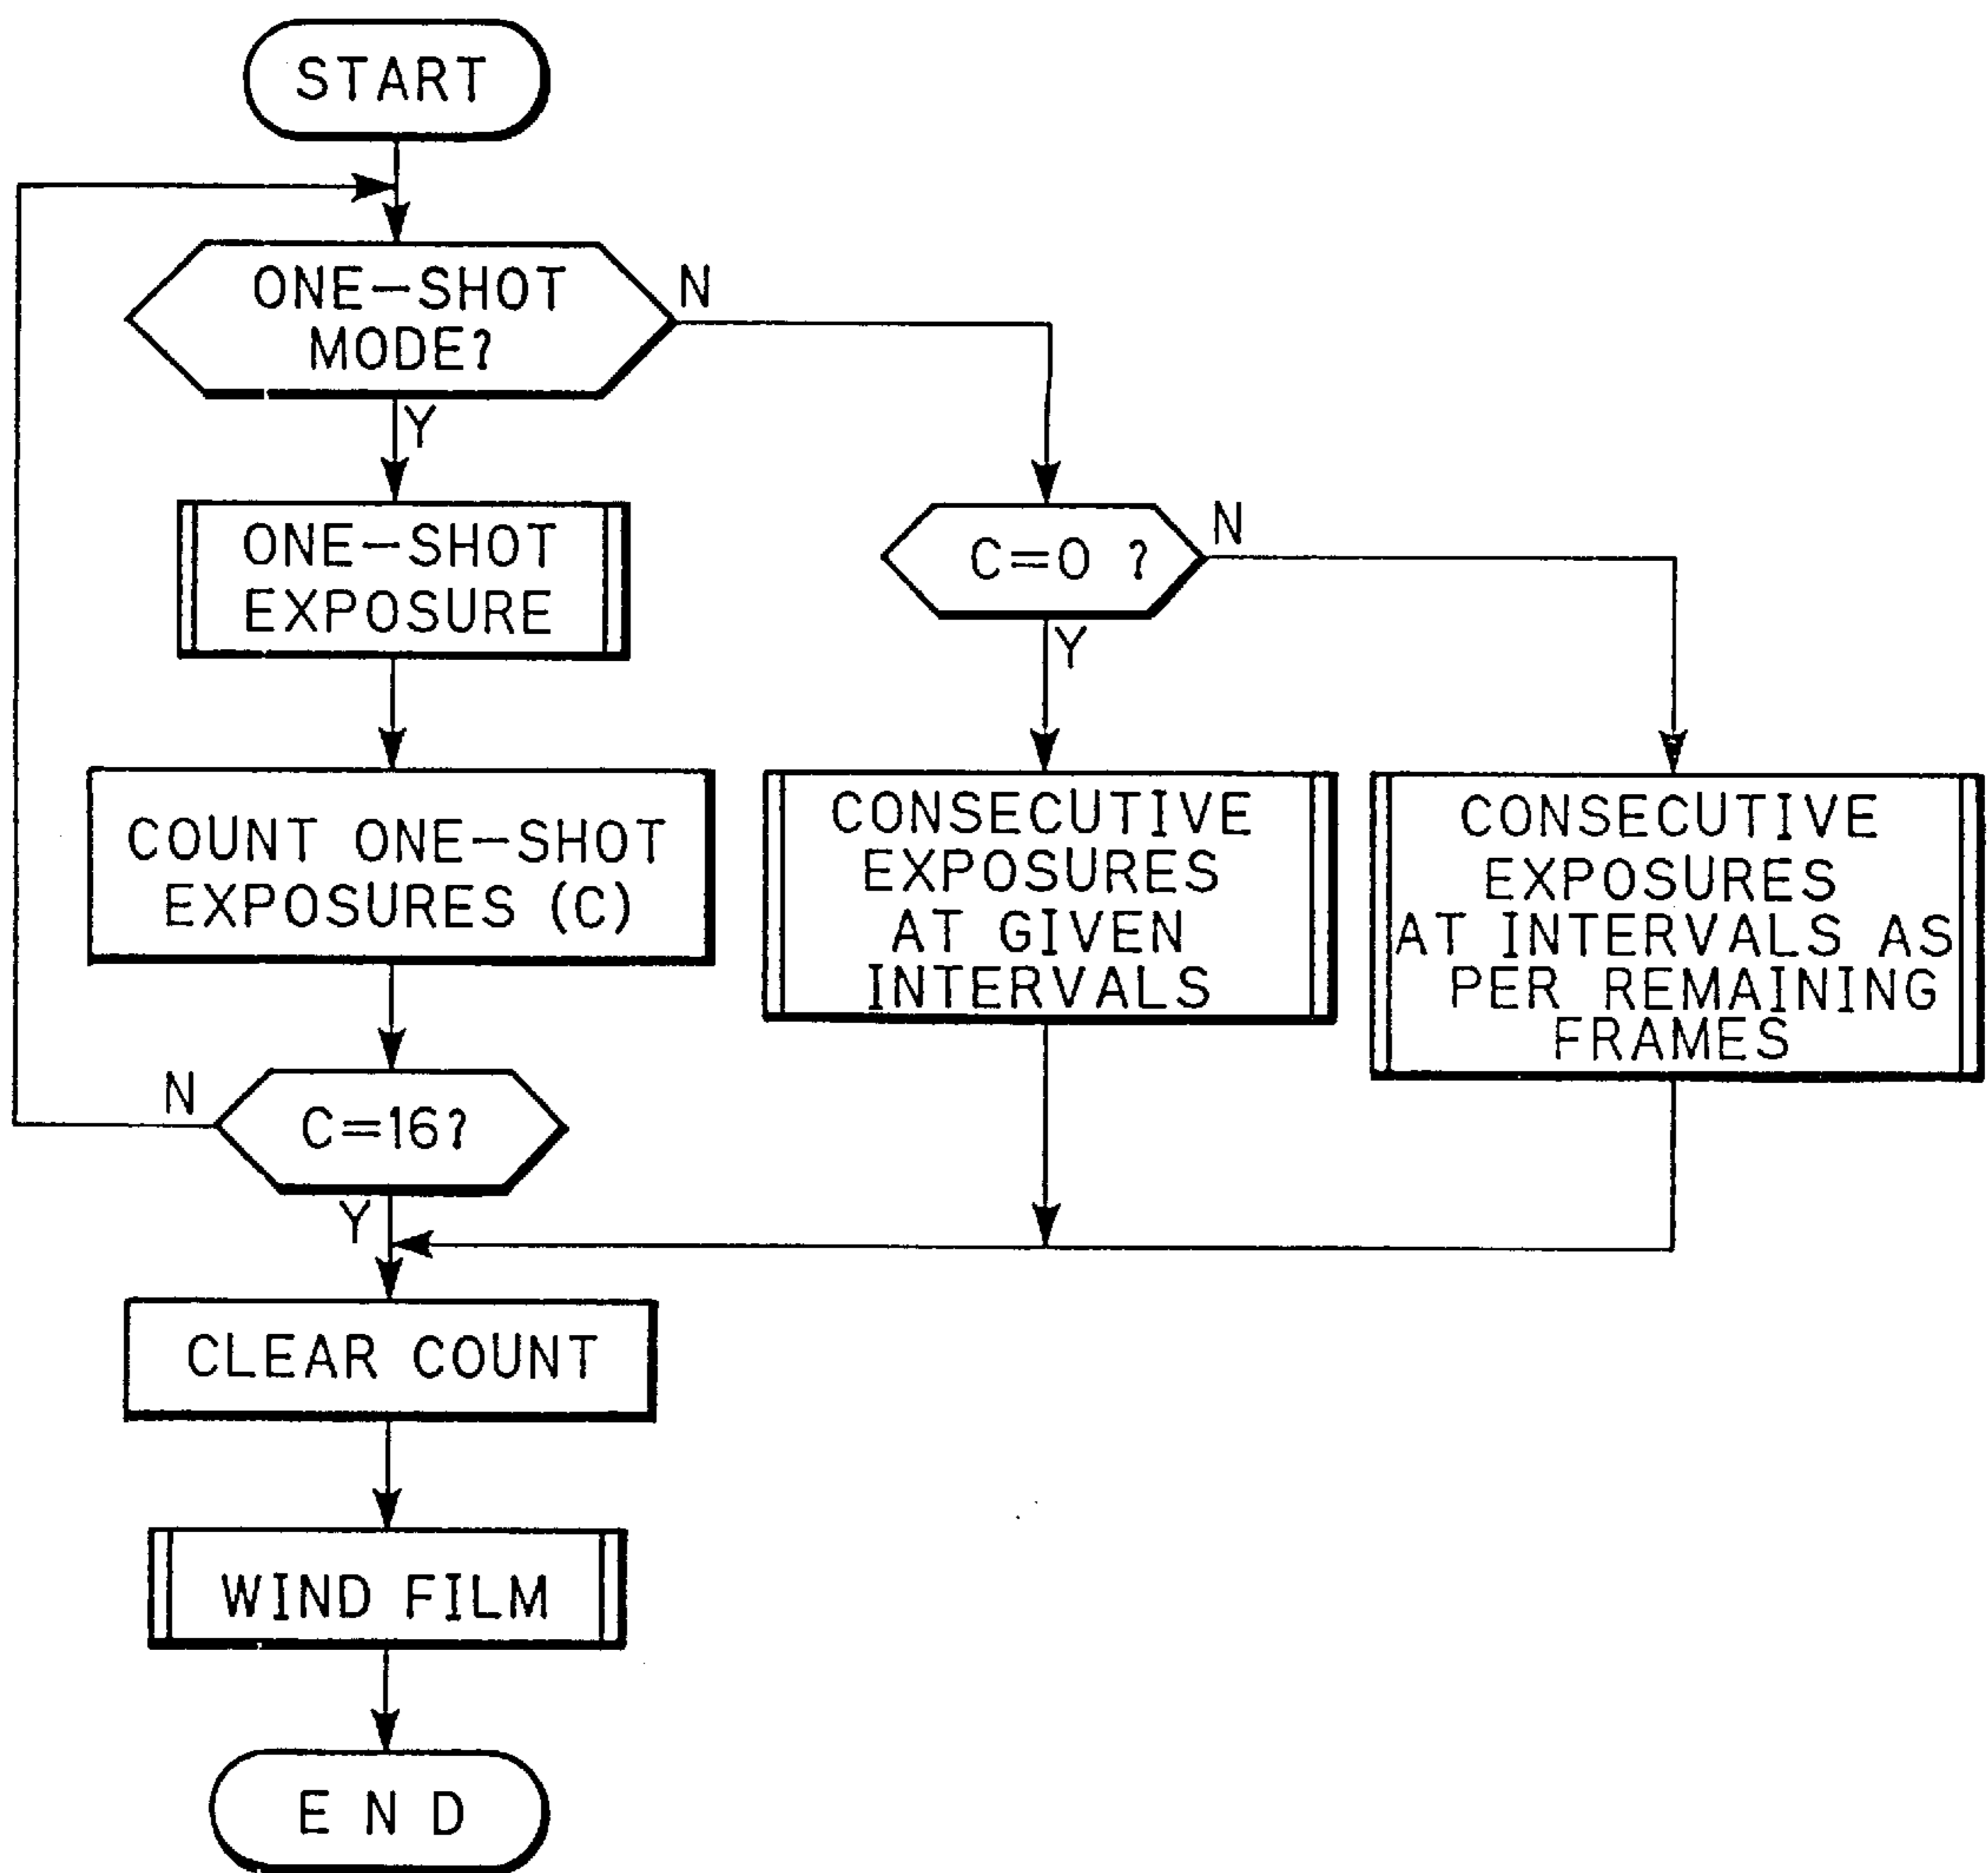 START
ONE-SHOT
MODE?
N
Y
ONE-SHOT
EXPOSURE
C=0 ?
N
Y
COUNT ONE-SHOT
EXPOSURES (C)
CONSECUTIVE
EXPOSURES
AT GIVEN
INTERVALS
CONSECUTIVE
EXPOSURES
AT INTERVALS AS
PER REMAINING
FRAMES
N
C=16?
Y
CLEAR COUNT
WIND FILM
E N D